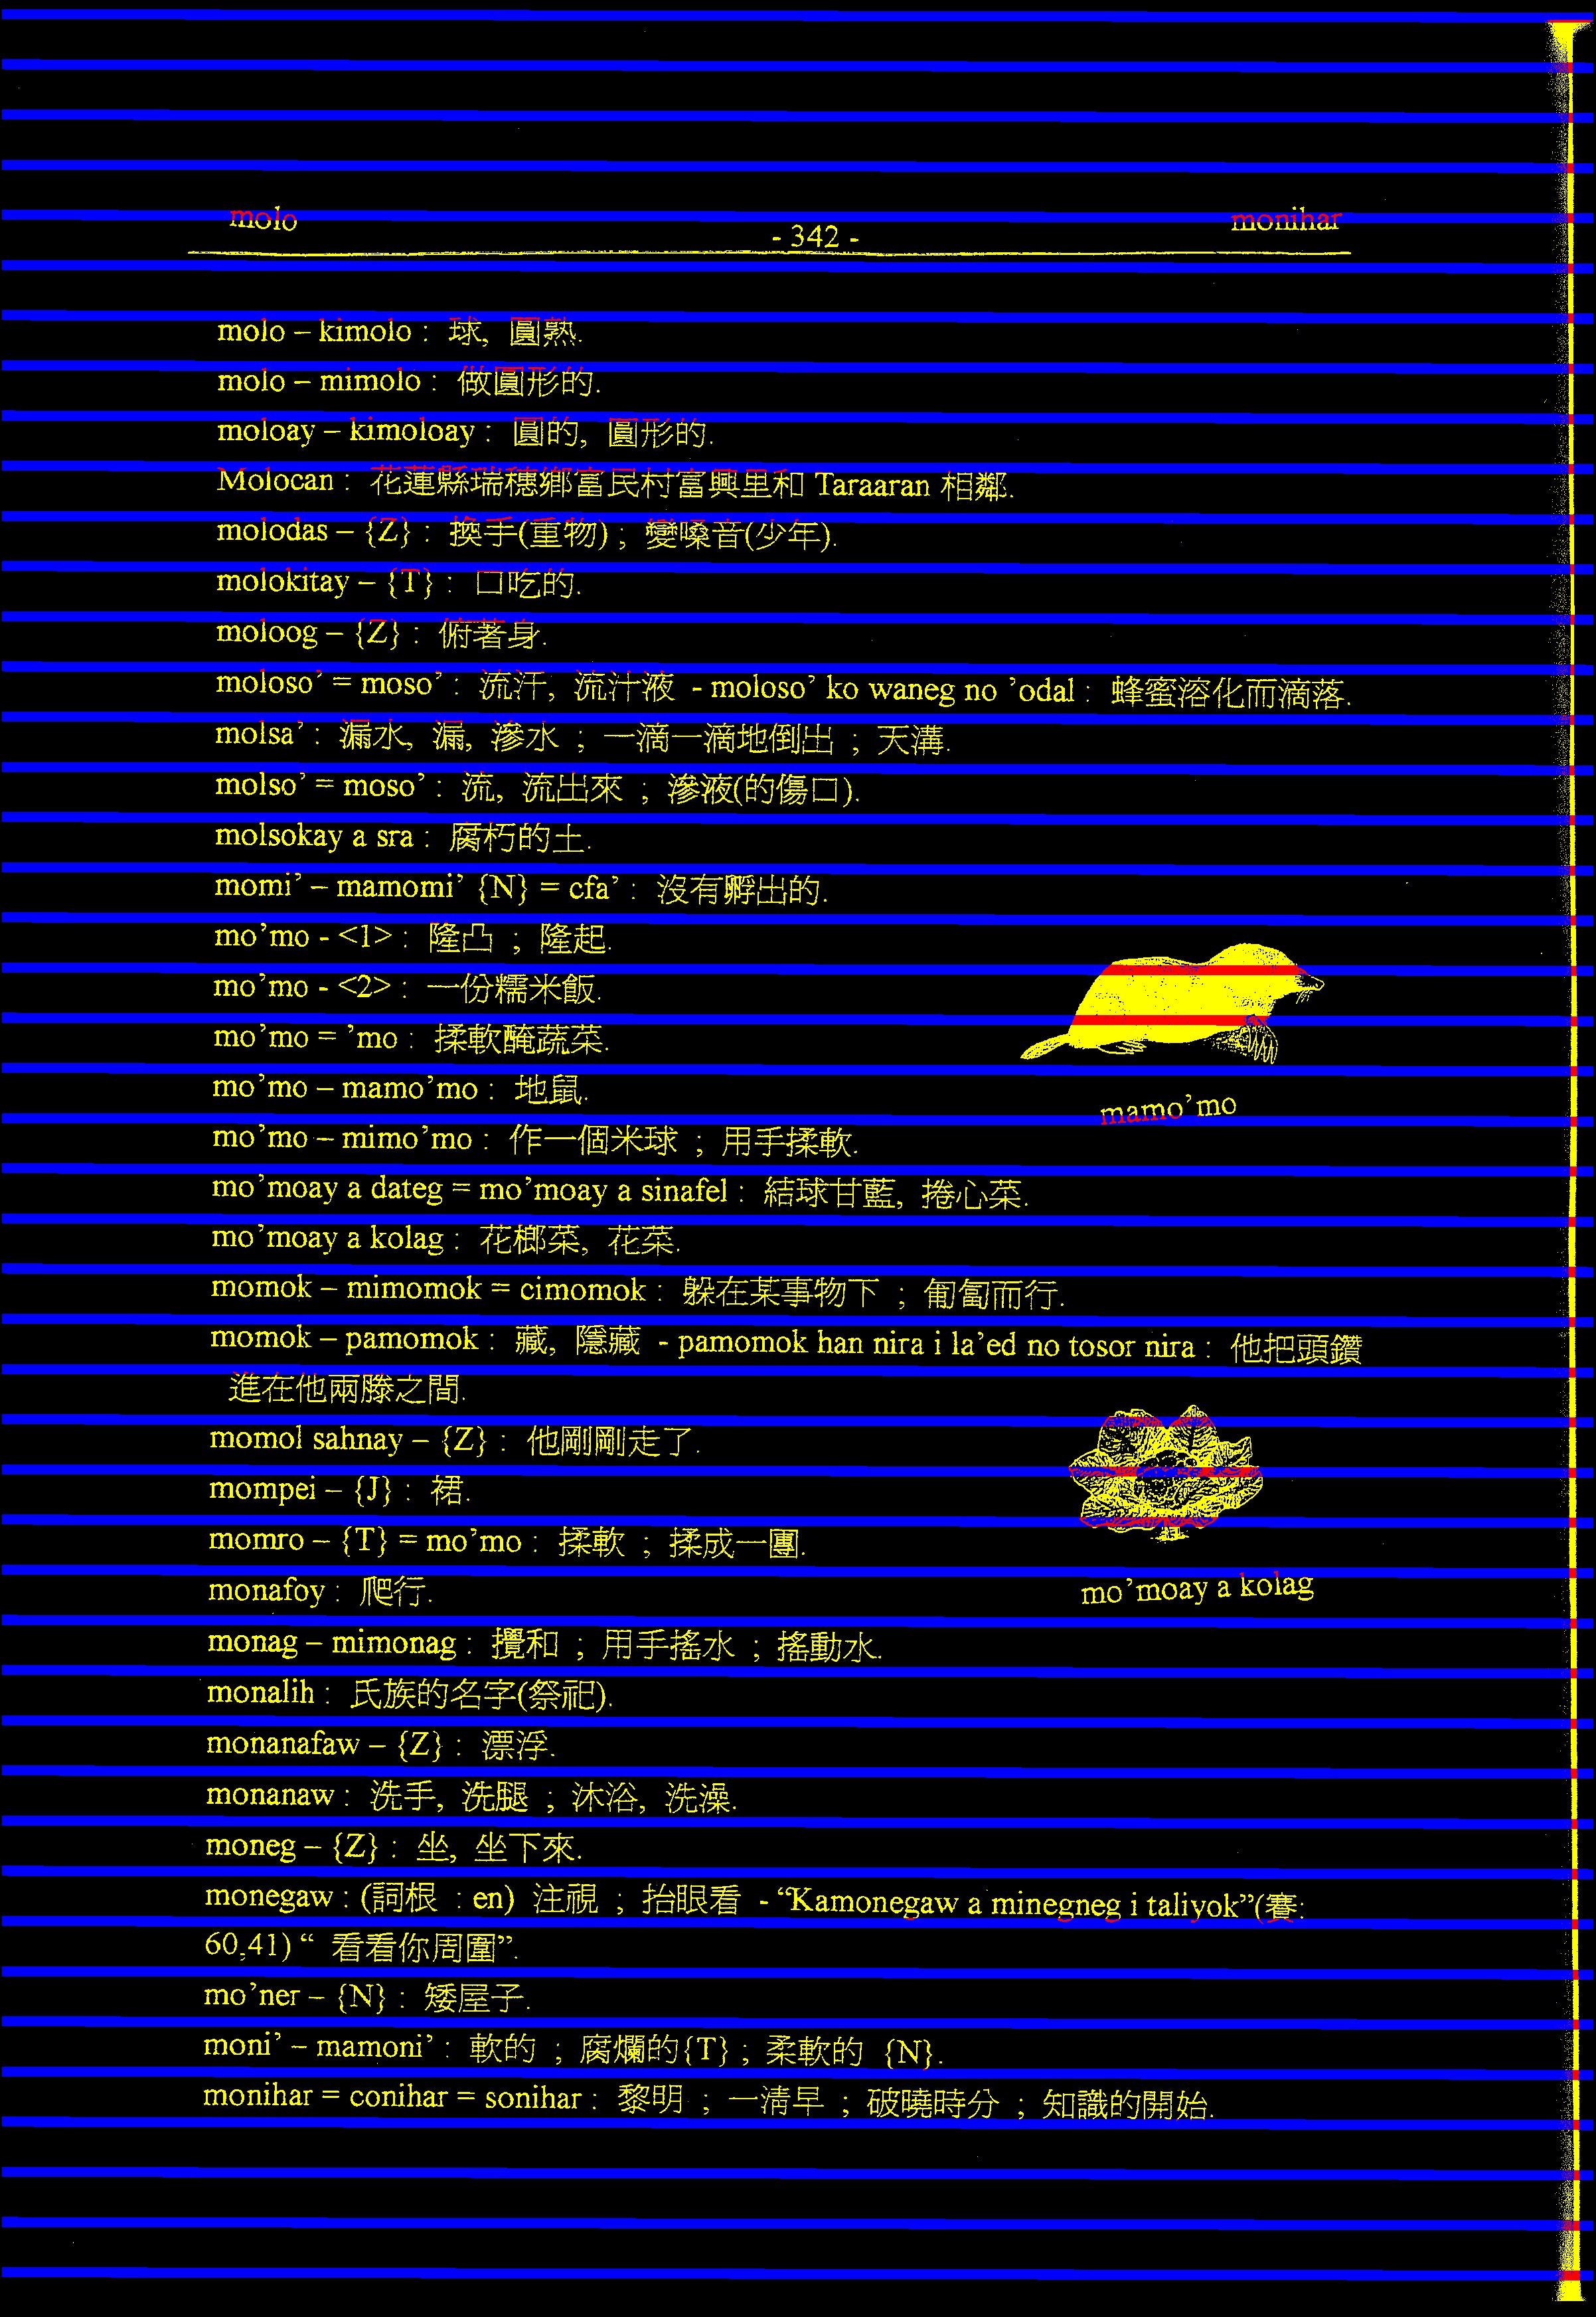 molo
- 342 -
monihar
molo – kimolo : 球, 圓熟.
molo – mimolo : 做圓形的.
moloay – kimoloay : 圓的, 圓形的.
Molocan : 花蓮縣瑞穗鄉富民村富興里和 Taraaran 相鄰.
molodas – {Z} : 換手(重物) ; 變嗓音(少年).
molokitay – {T} : 口吃的.
moloog – {Z} : 俯著身.
moloso’ = moso’ : 流汗, 流汁液 - moloso’ ko waneg no ’odal : 蜂蜜溶化而滴落.
molsa’ : 漏水, 漏, 滲水 ; 一滴一滴地倒出 ; 天溝.
molso’ = moso’ : 流, 流出來 ; 滲液(的傷口).
molsokay a sra : 腐朽的土.
momi’ – mamomi’ {N} = cfa’ : 沒有孵出的.
mo’mo - <1> : 隆凸 ; 隆起.
mo’mo - <2> : 一份糯米飯.
mo’mo = ’mo : 揉軟醃蔬菜.
mo’mo – mamo’mo : 地鼠.
mamo’mo
mo’mo – mimo’mo : 作一個米球 ; 用手揉軟.
mo’moay a dateg = mo’moay a sinafel : 結球甘藍, 捲心菜.
mo’moay a kolag : 花椰菜, 花菜.
momok – mimomok = cimomok : 躲在某事物下 ; 匍匐而行.
momok – pamomok : 藏, 隱藏 - pamomok han nira i la’ed no tosor nira : 他把頭鑽
進在他兩膝之間.
momol sahnay – {Z} : 他剛剛走了.
mompei – {J} : 裙.
momro – {T} = mo’mo : 揉軟 ; 揉成一團.
monafoy : 爬行.
mo’moay a kolag
monag – mimonag : 攪和 ; 用手搖水 ; 搖動水.
monalih : 氏族的名字(祭祀).
monanafaw – {Z} : 漂浮.
monanaw : 洗手, 洗腿 ; 沐浴, 洗澡.
moneg – {Z} : 坐, 坐下來.
monegaw : (詞根 : en) 注視 ; 抬眼看 - “Kamonegaw a minegneg i taliyok”(賽:
60,41) “ 看看你周圍”.
mo’ner – {N} : 矮屋子.
moni’ – mamoni’ : 軟的 ; 腐爛的{T} ; 柔軟的 {N}.
monihar = conihar = sonihar : 黎明 ; 一清早 ; 破曉時分 ; 知識的開始.